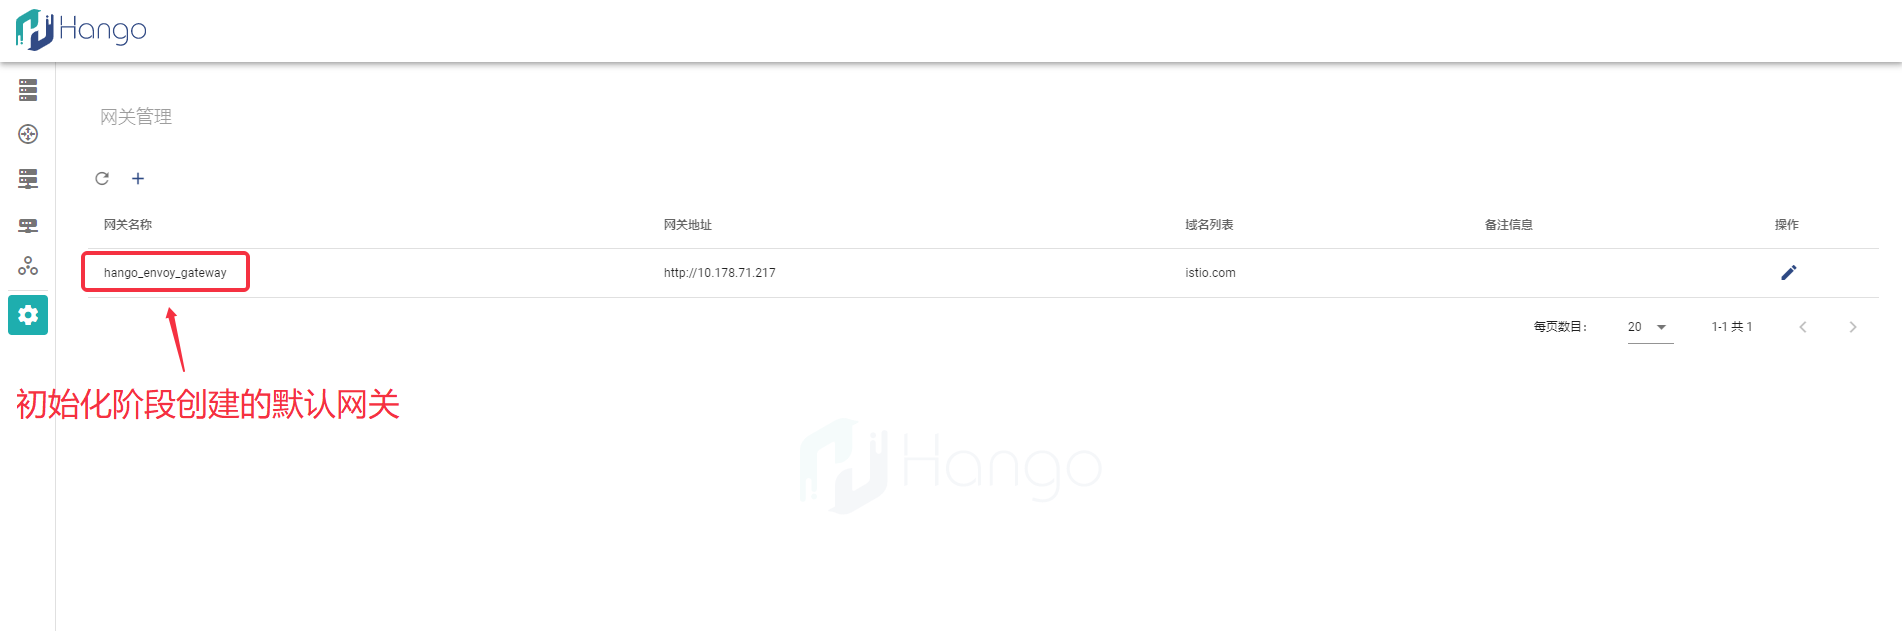 Hango
网关管理
网关名称 网关地址 域名列表 备注信息 操作
hango_envoy_gateway http://10.178.71.217 istio.com
每页数目： 20 1-1 共 1
初始化阶段创建的默认网关
Hango